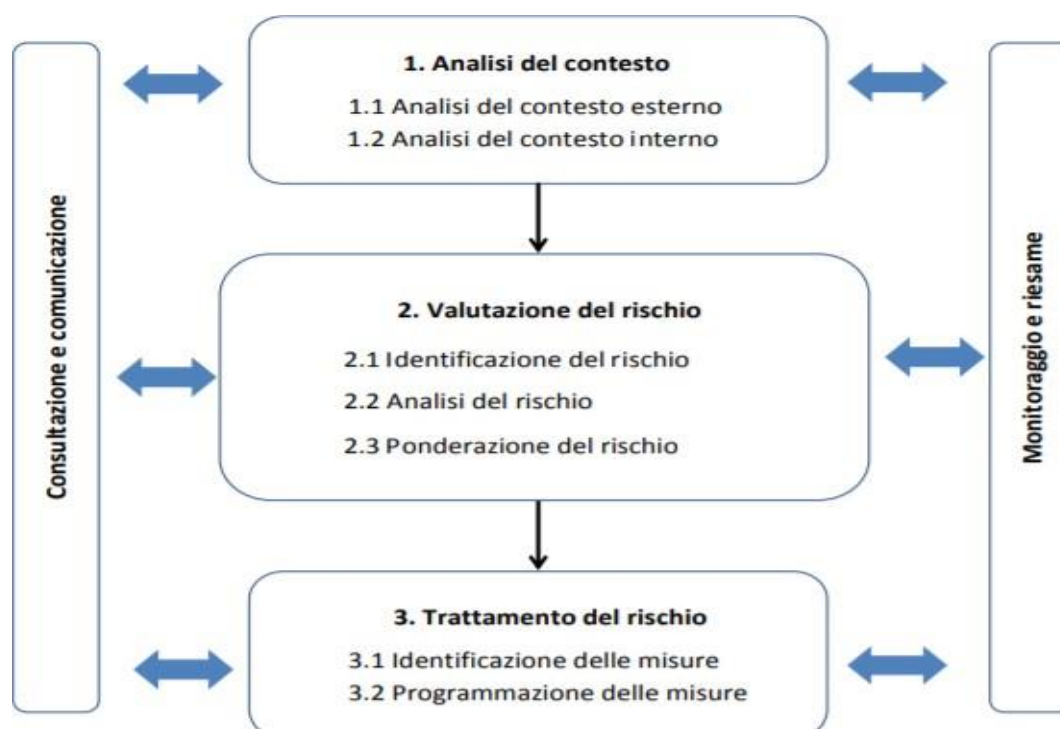 Consultazione e comunicazione
1. Analisi del contesto
1.1 Analisi del contesto esterno
1.2 Analisi del contesto interno
2. Valutazione del rischio
2.1 Identificazione del rischio
2.2 Analisi del rischio
2.3 Ponderazione del rischio
3. Trattamento del rischio
3.1 Identificazione delle misure
3.2 Programmazione delle misure
Monitoraggio e riesame